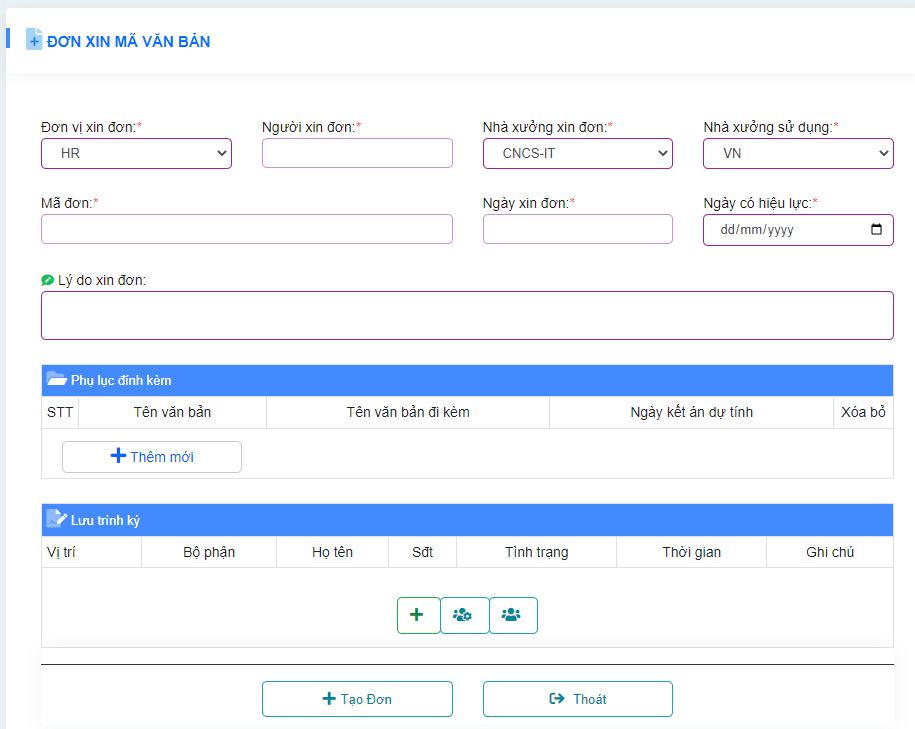 ĐƠN XIN MÃ VĂN BẢN
Đơn vị xin đơn:* Người xin đơn:* Nhà xưởng xin đơn:* Nhà xưởng sử dụng:*
HR CNCS-IT VN
Mã đơn:* Ngày xin đơn:* Ngày có hiệu lực:*
dd/mm/yyyy
Lý do xin đơn:
Phụ lục đính kèm
STT Tên văn bản Tên văn bản đi kèm Ngày kết án dự tính Xóa bỏ
Thêm mới
Lưu trình ký
Vị trí Bộ phận Họ tên Sđt Tình trạng Thời gian Ghi chú
Tạo Đơn Thoát